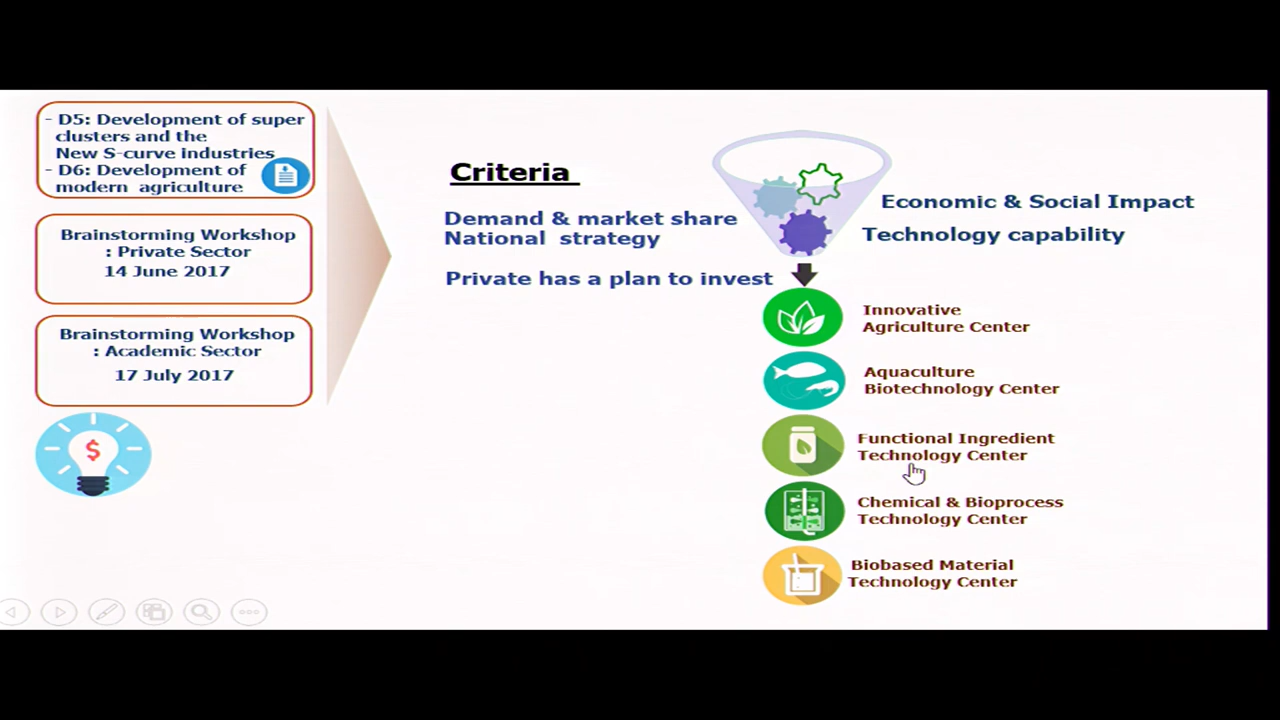 - D5: Development of super
clusters and the
New S-curve industries
- D6: Development of
modern agriculture
Brainstorming Workshop
: Private Sector
14 June 2017
Brainstorming Workshop
: Academic Sector
17 July 2017
$
Criteria
Demand & market share
National strategy
Private has a plan to invest
Economic & Social Impact
Technology capability
Innovative
Agriculture Center
Aquaculture
Biotechnology Center
Functional Ingredient
Technology Center
Chemical & Bioprocess
Technology Center
Biobased Material
Technology Center